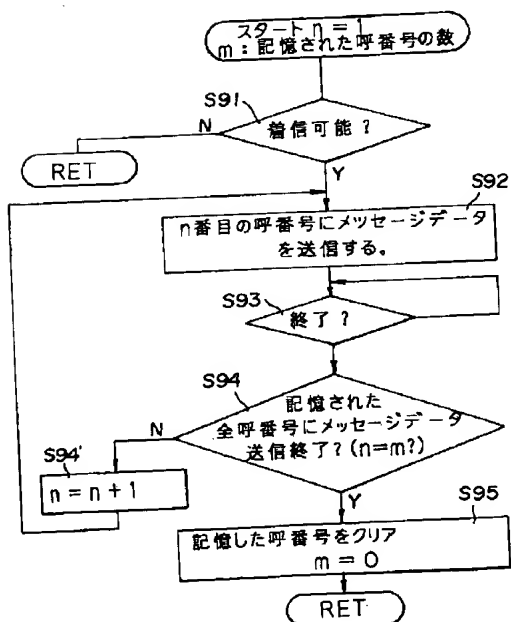 スタート n = 1
m : 記憶された呼番号の数
S91
着信可能 ?
N
RET
Y
S92
n番目の呼番号にメッセージデータ
を送信する。
S93
終了 ?
S94
記憶された
全呼番号にメッセージデータ
送信終了? (n=m?)
N
S94'
n = n + 1
Y
S95
記憶した呼番号をクリア
m = 0
RET